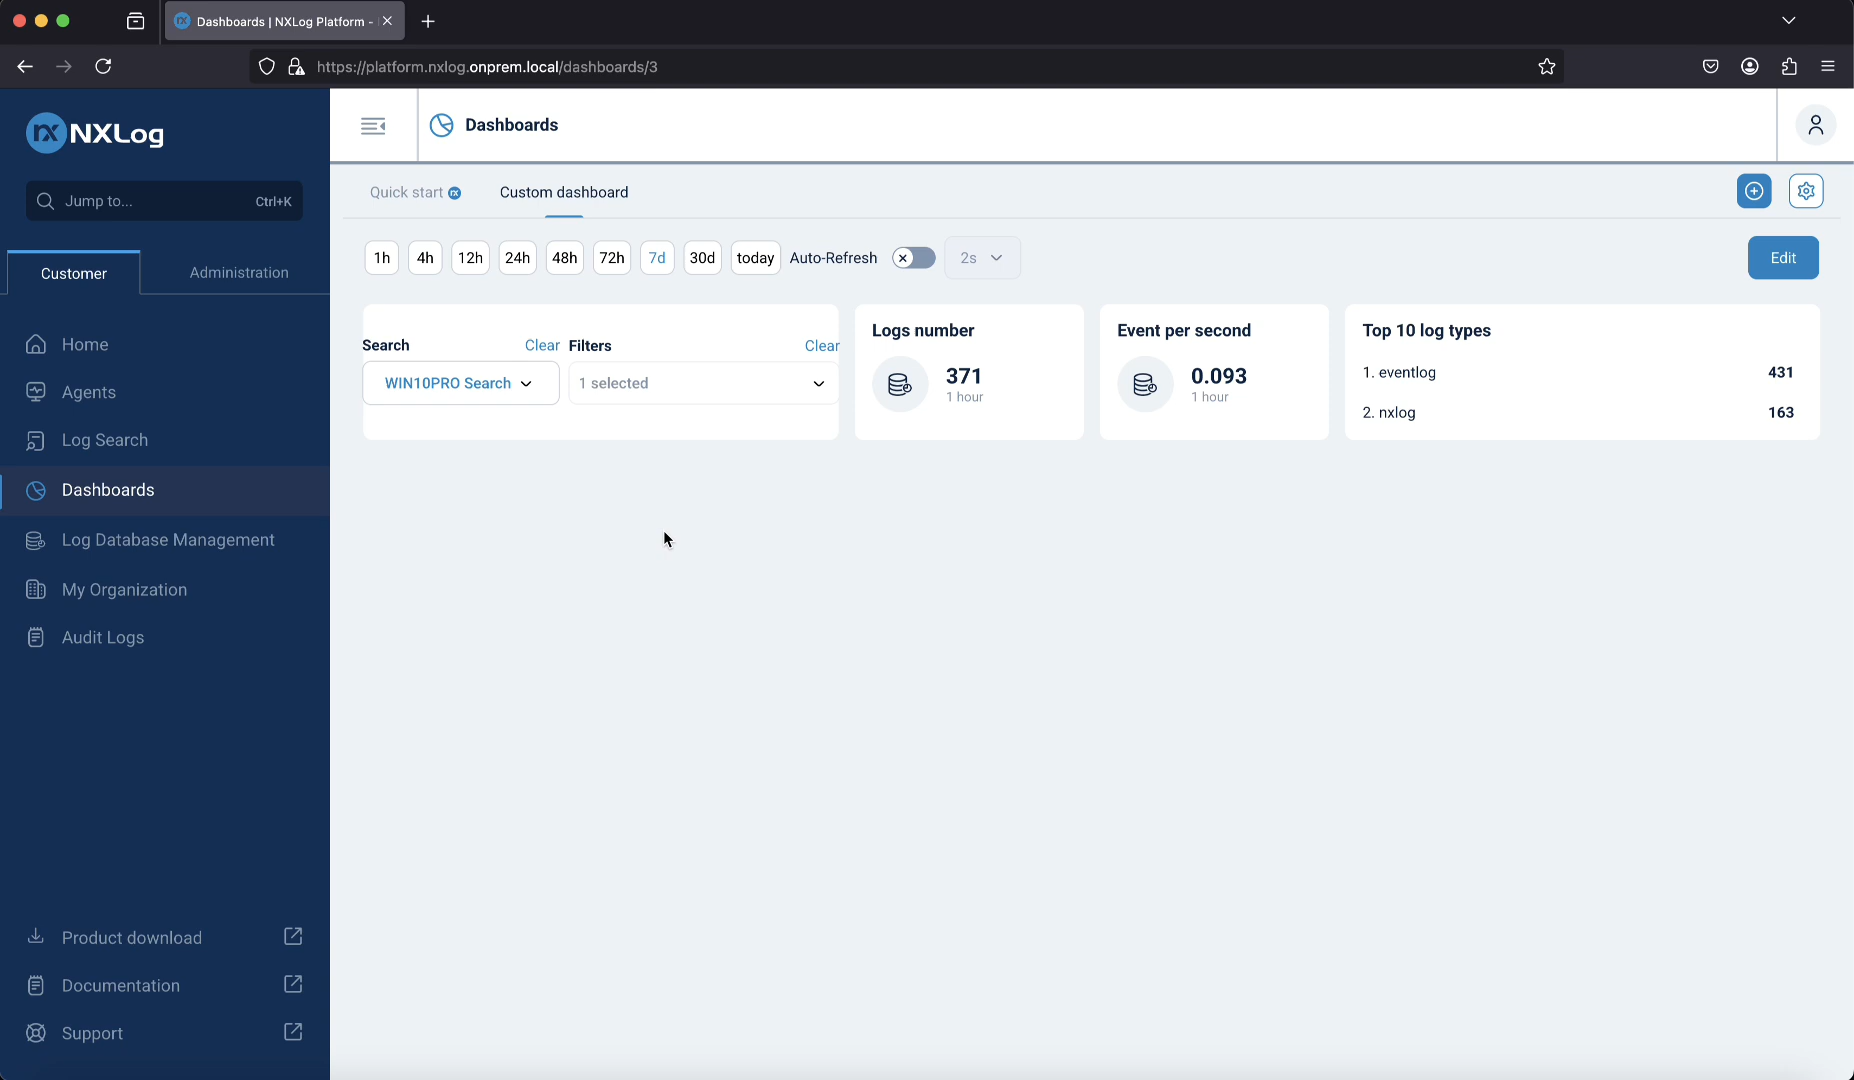 Dashboards | NXLog Platform -
https://platform.nxlog.onprem.local/dashboards/3
NXLog
Jump to... Ctrl+K
Customer Administration
Home
Agents
Log Search
Dashboards
Log Database Management
My Organization
Audit Logs
Product download
Documentation
Support
Dashboards
Quick start Custom dashboard
1h 4h 12h 24h 48h 72h 7d 30d today Auto-Refresh 2s Edit
Search Clear Filters Clear
WIN10PRO Search 1 selected
Logs number
371
1 hour
Event per second
0.093
1 hour
Top 10 log types
1. eventlog 431
2. nxlog 163